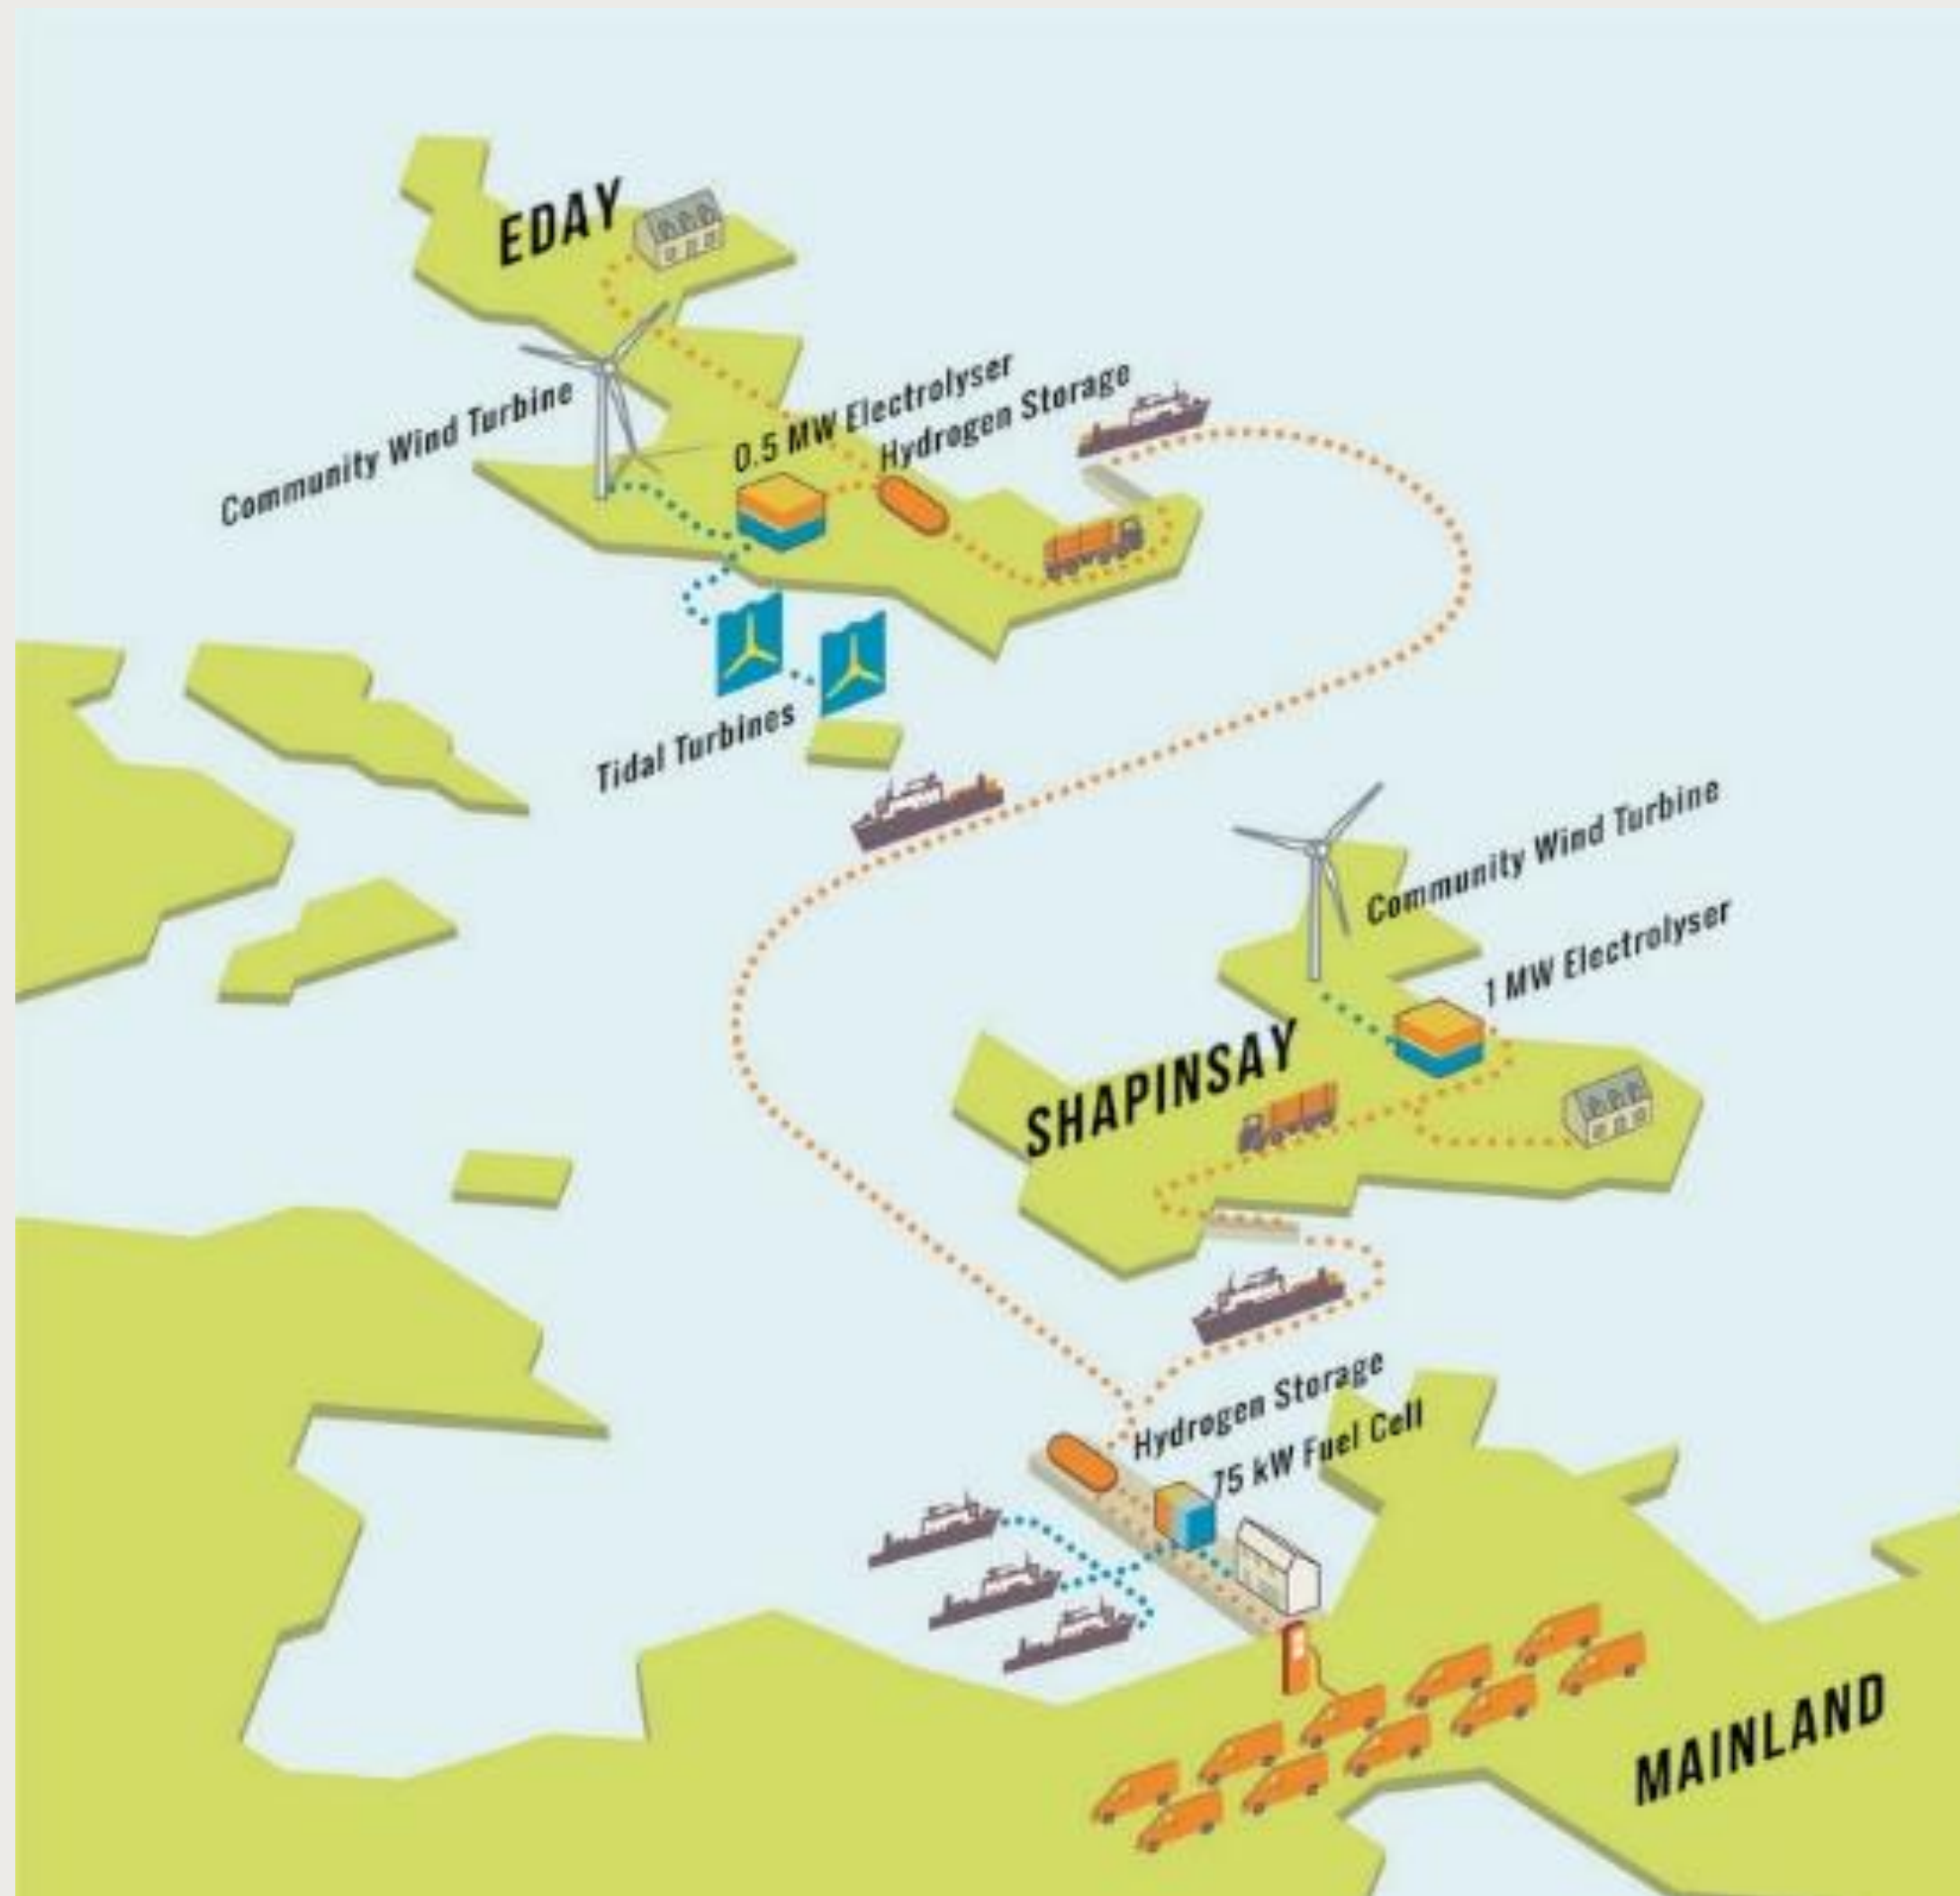 EDAY
Community Wind Turbine
0.5 MW Electrolyser
Hydrogen Storage
Tidal Turbines
Community Wind Turbine
1 MW Electrolyser
SHAPINSAY
Hydrogen Storage
75 kW Fuel Cell
MAINLAND